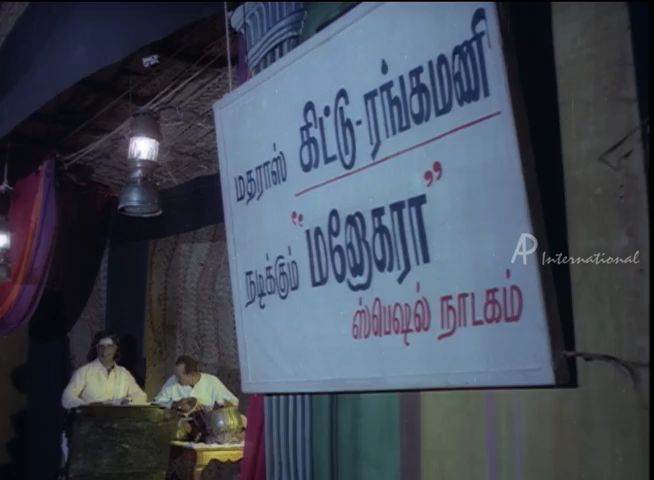 மதராஸ் கிட்டு-ரங்கமணி
நடிக்கும் "மனோகரா"
ஸ்பெஷல் நாடகம்
AP International